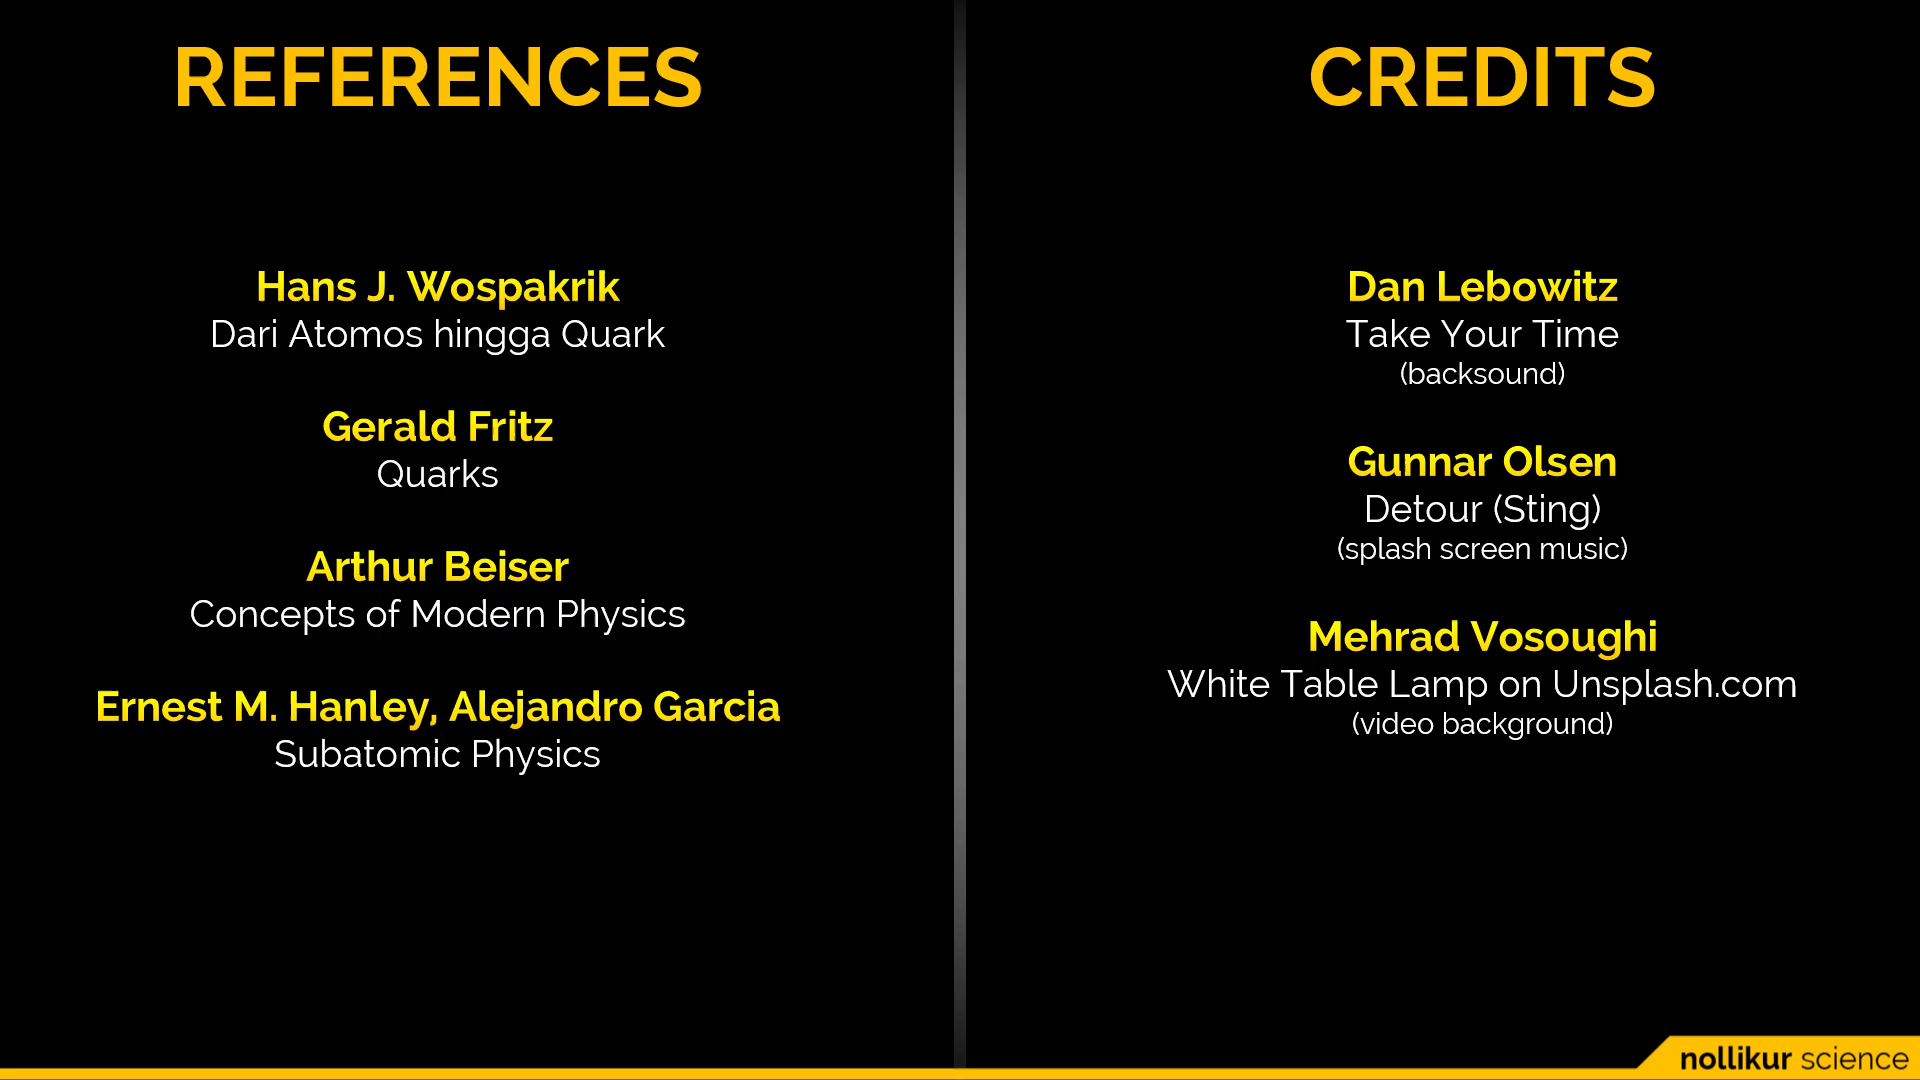 REFERENCES
Hans J. Wospakrik
Dari Atomos hingga Quark
Gerald Fritz
Quarks
Arthur Beiser
Concepts of Modern Physics
Ernest M. Hanley, Alejandro Garcia
Subatomic Physics
CREDITS
Dan Lebowitz
Take Your Time
(backsound)
Gunnar Olsen
Detour (Sting)
(splash screen music)
Mehrad Vosoughi
White Table Lamp on Unsplash.com
(video background)
nollikur science